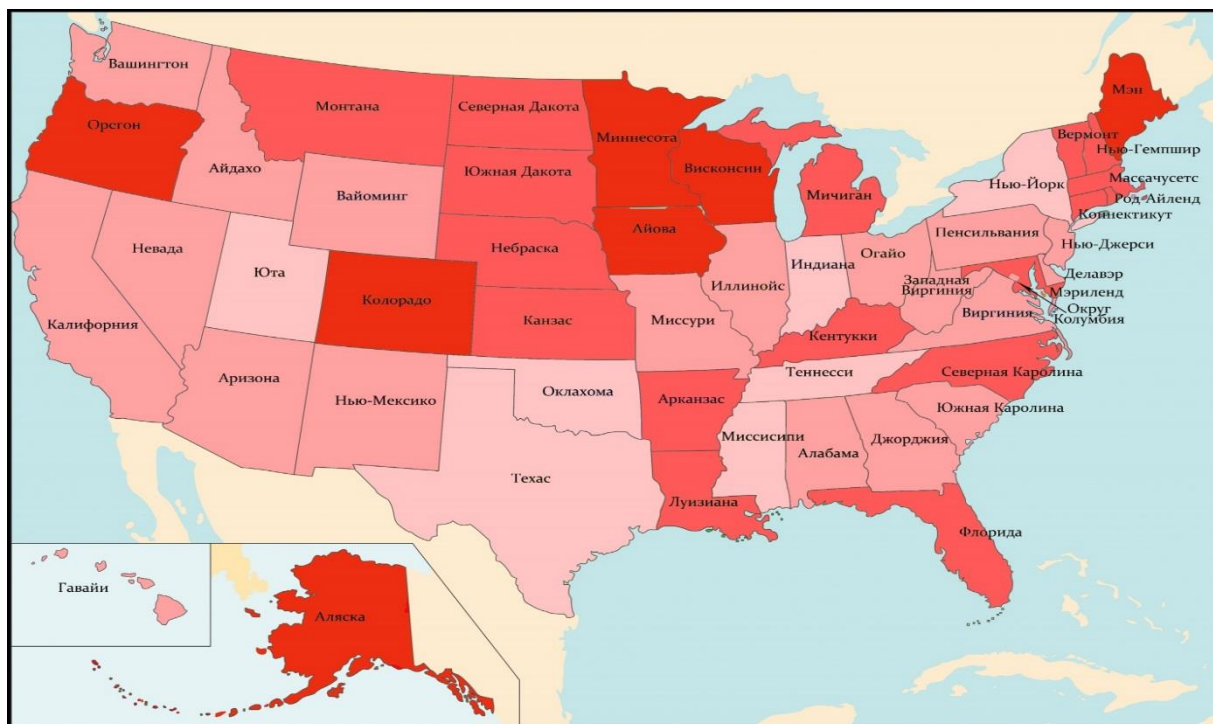 Вашингтон
Монтана
Северная Дакота
Миннесота
Мэн
Орсгон
Айдахо
Вайоминг
Южная Дакота
Висконсин
Мичиган
Вермонт
Нью-Гемпшир
Нью-Йорк
Массачусетс
Род-Айленд
Коннектикут
Невада
Юта
Колорадо
Небраска
Айова
Иллинойс
Индиана
Огайо
Пенсильвания
Нью-Джерси
Делавэр
Западная
Виргиния
Мэриленд
Округ
Колумбия
Виргиния
Калифорния
Канзас
Миссури
Кентукки
Аризона
Нью-Мексико
Оклахома
Арканзас
Теннесси
Северная Каролина
Южная Каролина
Техас
Луизиана
Миссисипи
Алабама
Джорджия
Флорида
Гавайи
Аляска